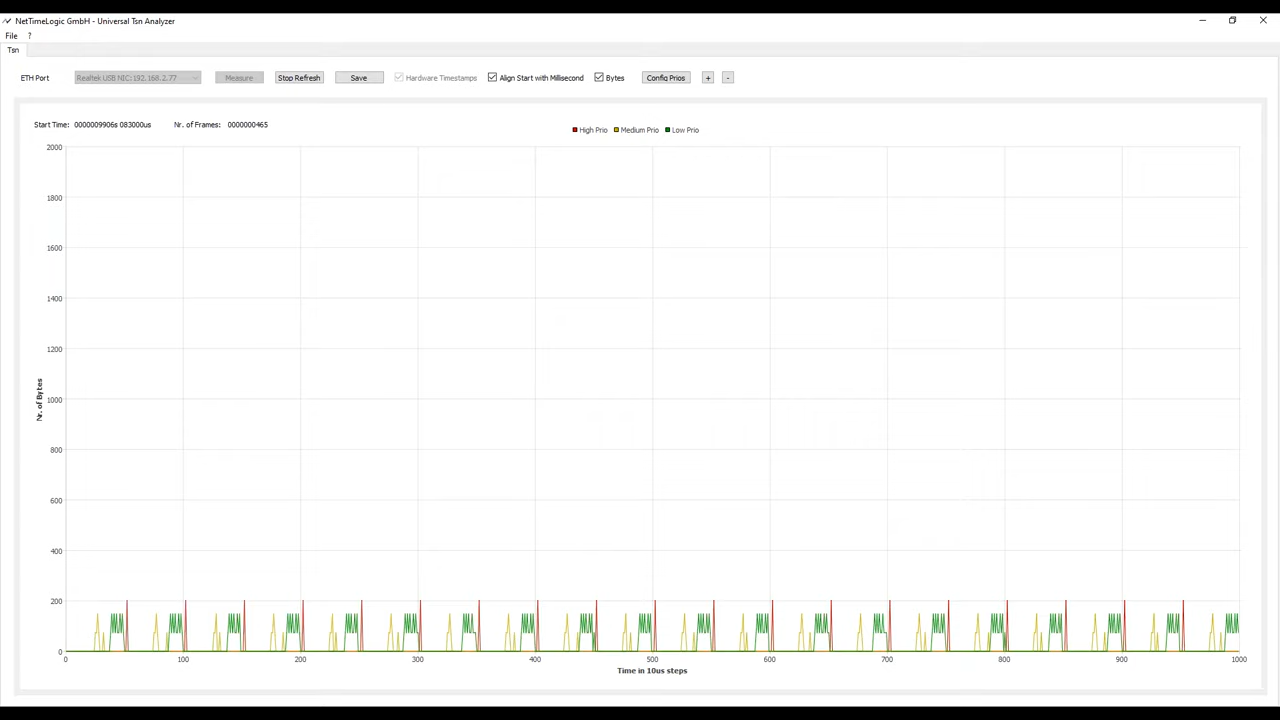 NetTimeLogic GmbH - Universal Tsn Analyzer
File ?
Tsn
ETH Port Realtek USB NIC:192.168.2.77 Measure Stop Refresh Save Hardware Timestamps Align Start with Millisecond Bytes Config Prios + -
Start Time: 0000009906s 083000us Nr. of Frames: 0000000465
High Prio Medium Prio Low Prio
2000
1800
1600
1400
1200
1000
800
600
400
200
0
Nr. of Bytes
0 100 200 300 400 500 600 700 800 900 1000
Time in 10us steps